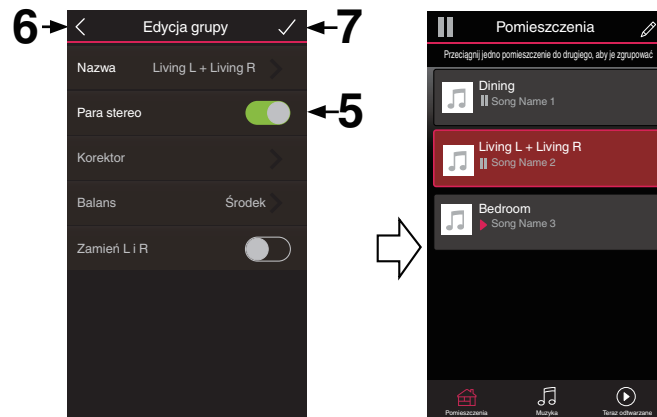 6
Edycja grupy
7
Nazwa Living L + Living R
Para stereo
5
Korektor
Balans Środek
Zamień L i R
Pomieszczenia
Przeciągnij jedno pomieszczenie do drugiego, aby je zgrupować
Dining
Song Name 1
Living L + Living R
Song Name 2
Bedroom
Song Name 3
Pomieszczenia Muzyka Teraz odtwarzane